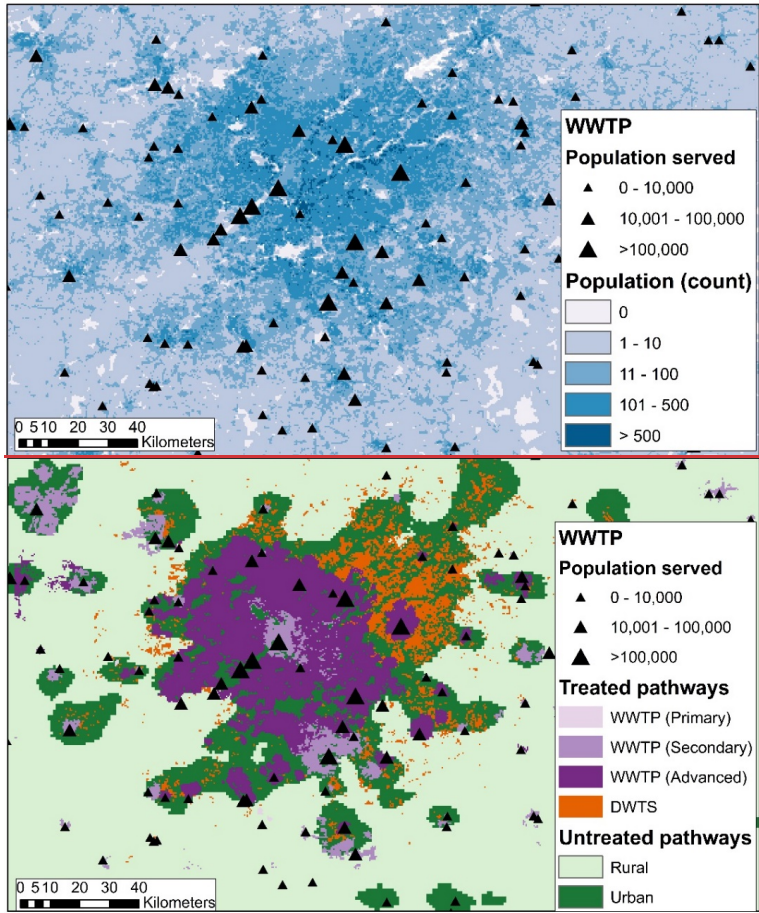 WWTP
Population served
0 - 10,000
10,001 - 100,000
>100,000
Population (count)
0
1 - 10
11 - 100
101 - 500
> 500
0 5 10 20 30 40
Kilometers
WWTP
Population served
0 - 10,000
10,001 - 100,000
>100,000
Treated pathways
WWTP (Primary)
WWTP (Secondary)
WWTP (Advanced)
DWTS
Untreated pathways
Rural
Urban
0 5 10 20 30 40
Kilometers